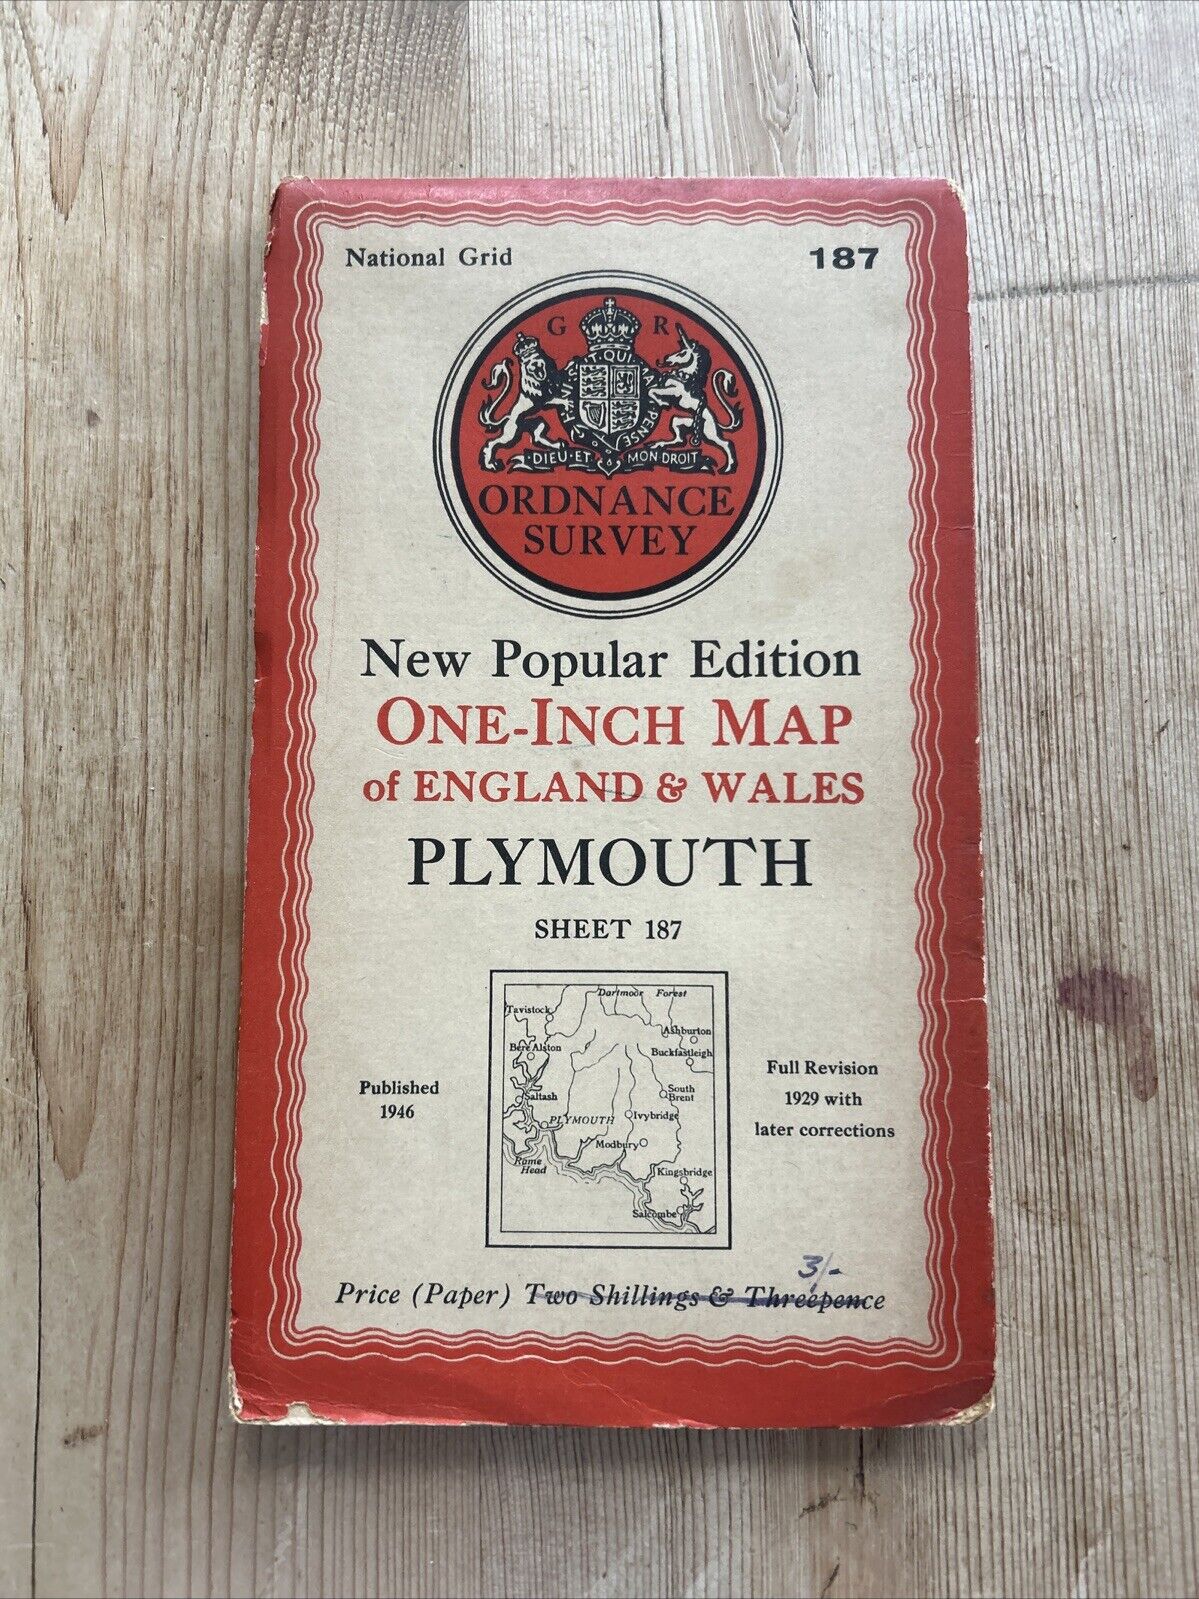 National Grid 187
G R
HONI SOIT QUI MAL Y PENSE
DIEU ET MON DROIT
ORDNANCE
SURVEY
New Popular Edition
ONE-INCH MAP
of ENGLAND & WALES
PLYMOUTH
SHEET 187
Dartmoor Forest
Tavistock
Ashburton
Bere Alston
Buckfastleigh
South
Brent
Saltash
Ivybridge
PLYMOUTH
Modbury
Rame
Head
Kingsbridge
Salcombe
Published
1946
Full Revision
1929 with
later corrections
3/-
Price (Paper) Two Shillings & Threepence